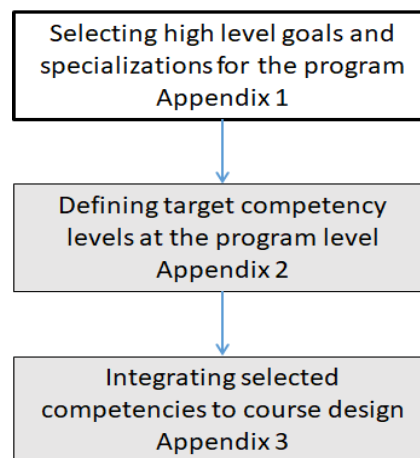 Selecting high level goals and
specializations for the program
Appendix 1
Defining target competency
levels at the program level
Appendix 2
Integrating selected
competencies to course design
Appendix 3